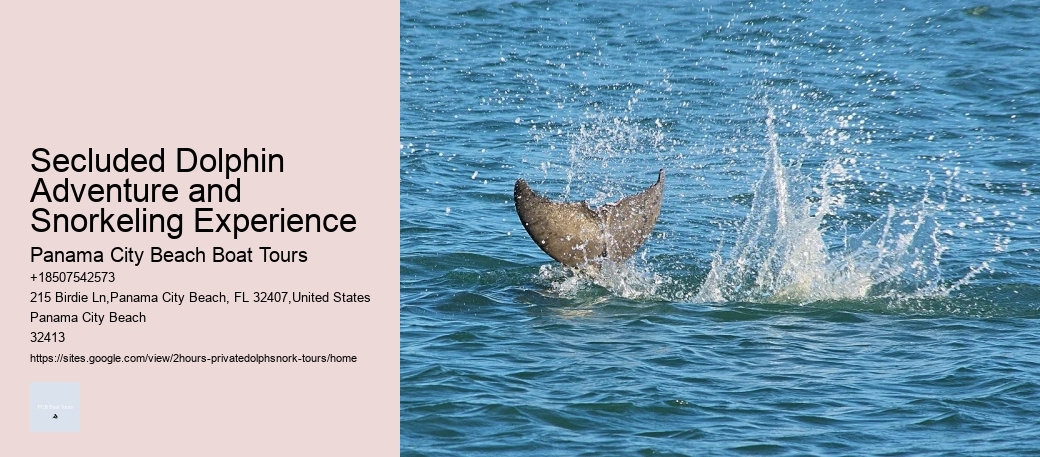 Secluded Dolphin
Adventure and
Snorkeling Experience
Panama City Beach Boat Tours
+18507542573
215 Birdie Ln,Panama City Beach, FL 32407,United States
Panama City Beach
32413
https://sites.google.com/view/2hours-privatedolphsnork-tours/home